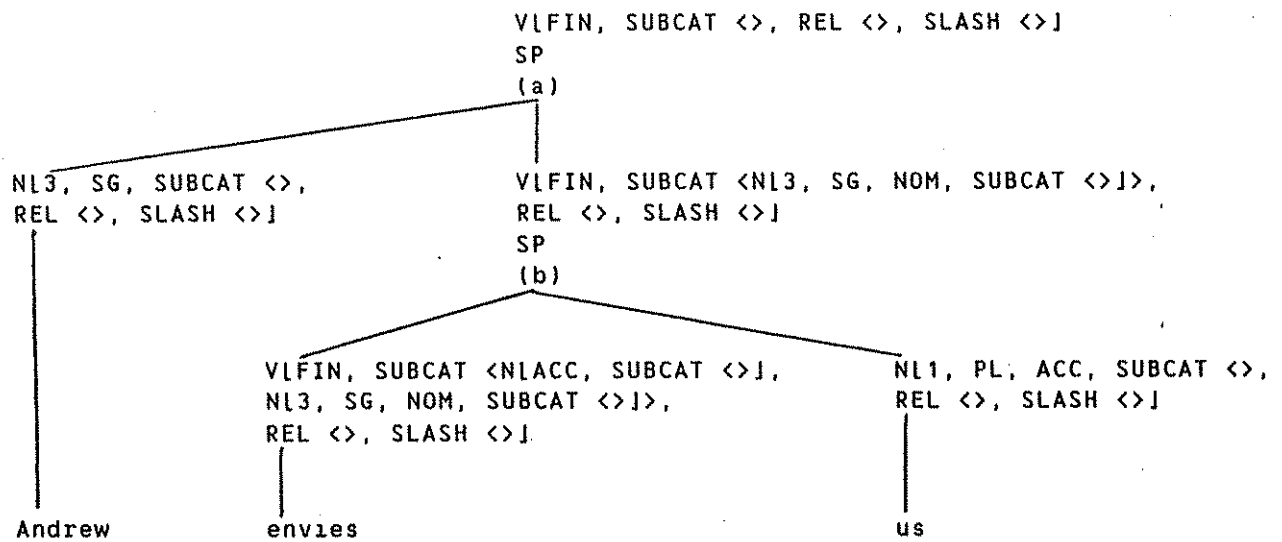 V[FIN, SUBCAT <>, REL <>, SLASH <>]
SP
(a)
N[3, SG, SUBCAT <>,
REL <>, SLASH <>]
V[FIN, SUBCAT <N[3, SG, NOM, SUBCAT <>]>,
REL <>, SLASH <>]
SP
(b)
V[FIN, SUBCAT <N[ACC, SUBCAT <>],
N[3, SG, NOM, SUBCAT <>]>,
REL <>, SLASH <>]
N[1, PL, ACC, SUBCAT <>,
REL <>, SLASH <>]
Andrew
envies
us